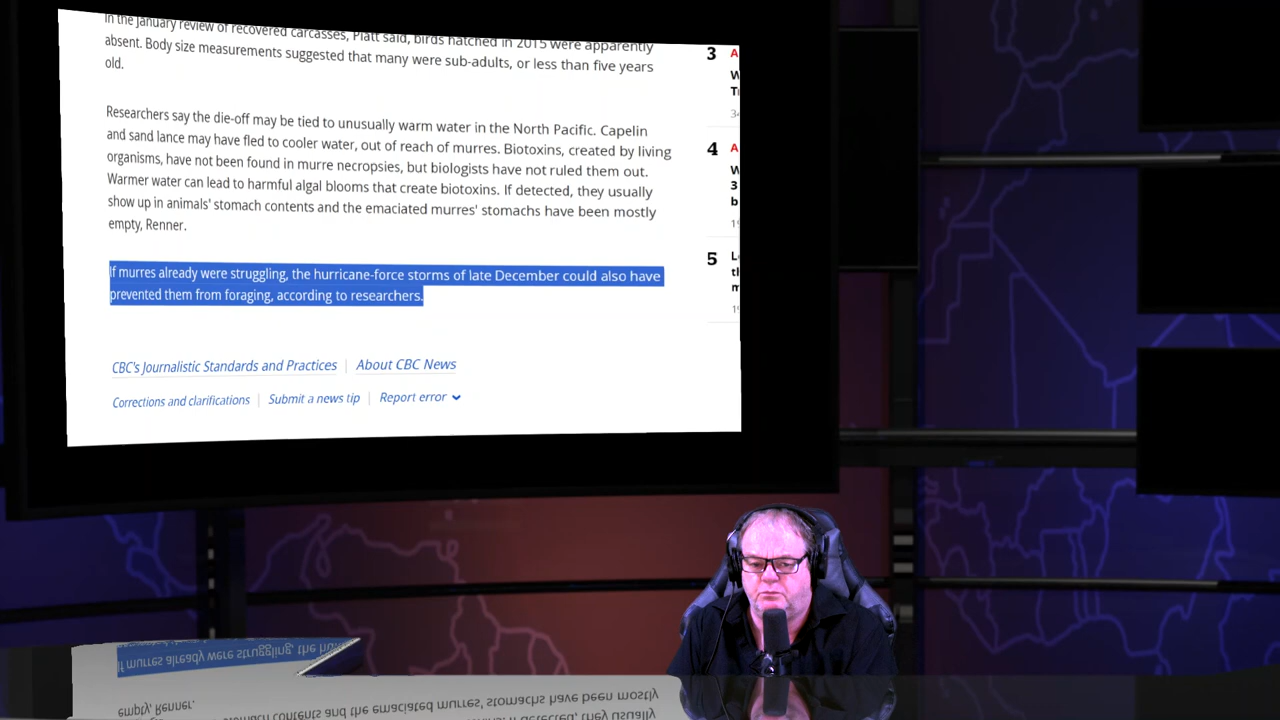 In the January review of recovered carcasses, Piatt said, birds hatched in 2015 were apparently
absent. Body size measurements suggested that many were sub-adults, or less than five years
old.
Researchers say the die-off may be tied to unusually warm water in the North Pacific. Capelin
and sand lance may have fled to cooler water, out of reach of murres. Biotoxins, created by living
organisms, have not been found in murre necropsies, but biologists have not ruled them out.
Warmer water can lead to harmful algal blooms that create biotoxins. If detected, they usually
show up in animals' stomach contents and the emaciated murres' stomachs have been mostly
empty, Renner.
If murres already were struggling, the hurricane-force storms of late December could also have
prevented them from foraging, according to researchers.
CBC's Journalistic Standards and Practices | About CBC News
Corrections and clarifications | Submit a news tip | Report error
3 A
W
4 A
W
3
b
5